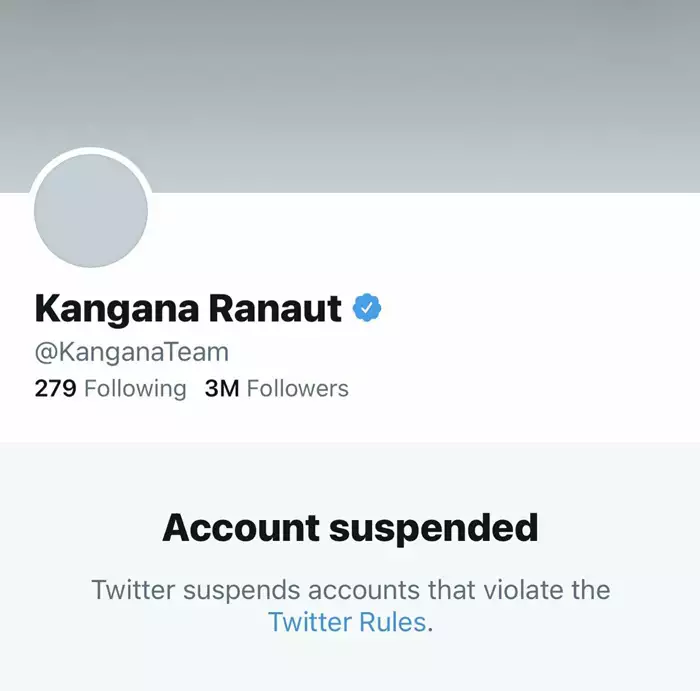 Kangana Ranaut
@KanganaTeam
279 Following 3M Followers
Account suspended
Twitter suspends accounts that violate the
Twitter Rules.